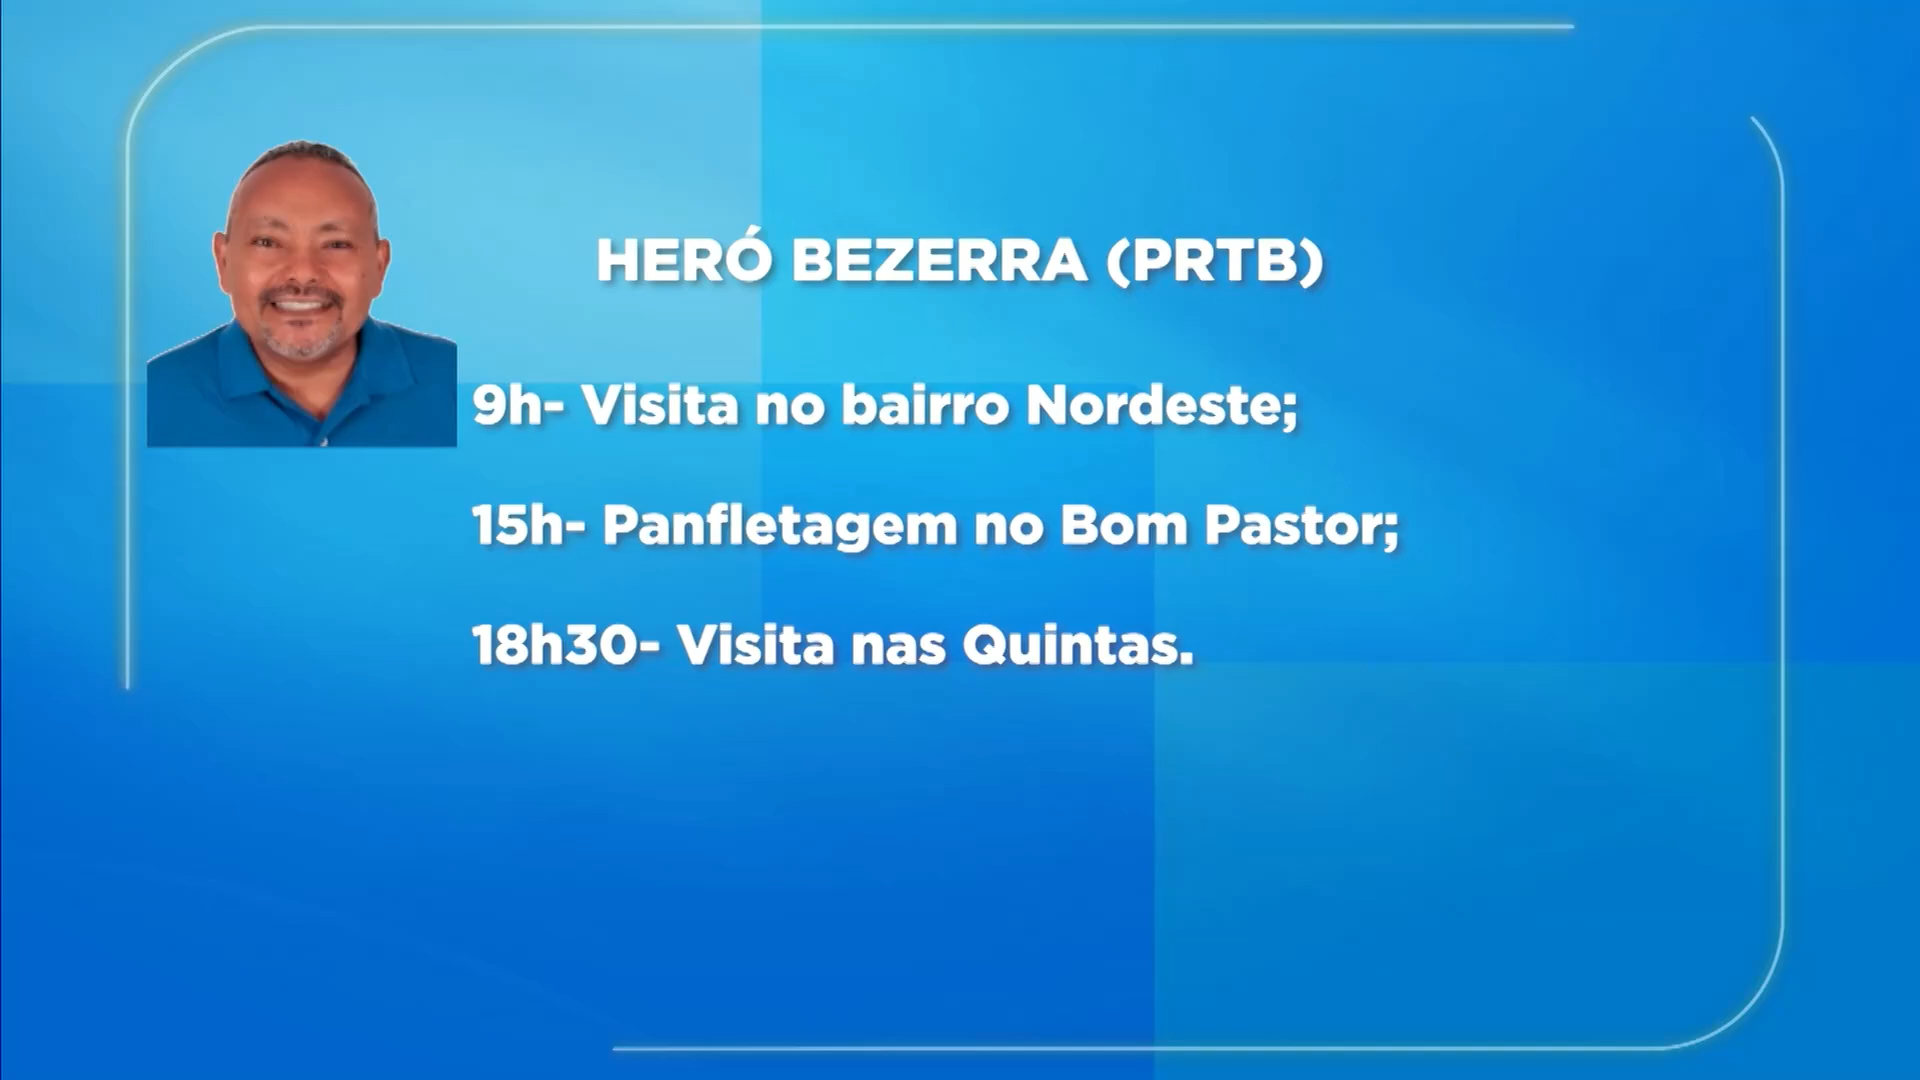 HERÓ BEZERRA (PRTB)
9h- Visita no bairro Nordeste;
15h- Panfletagem no Bom Pastor;
18h30- Visita nas Quintas.